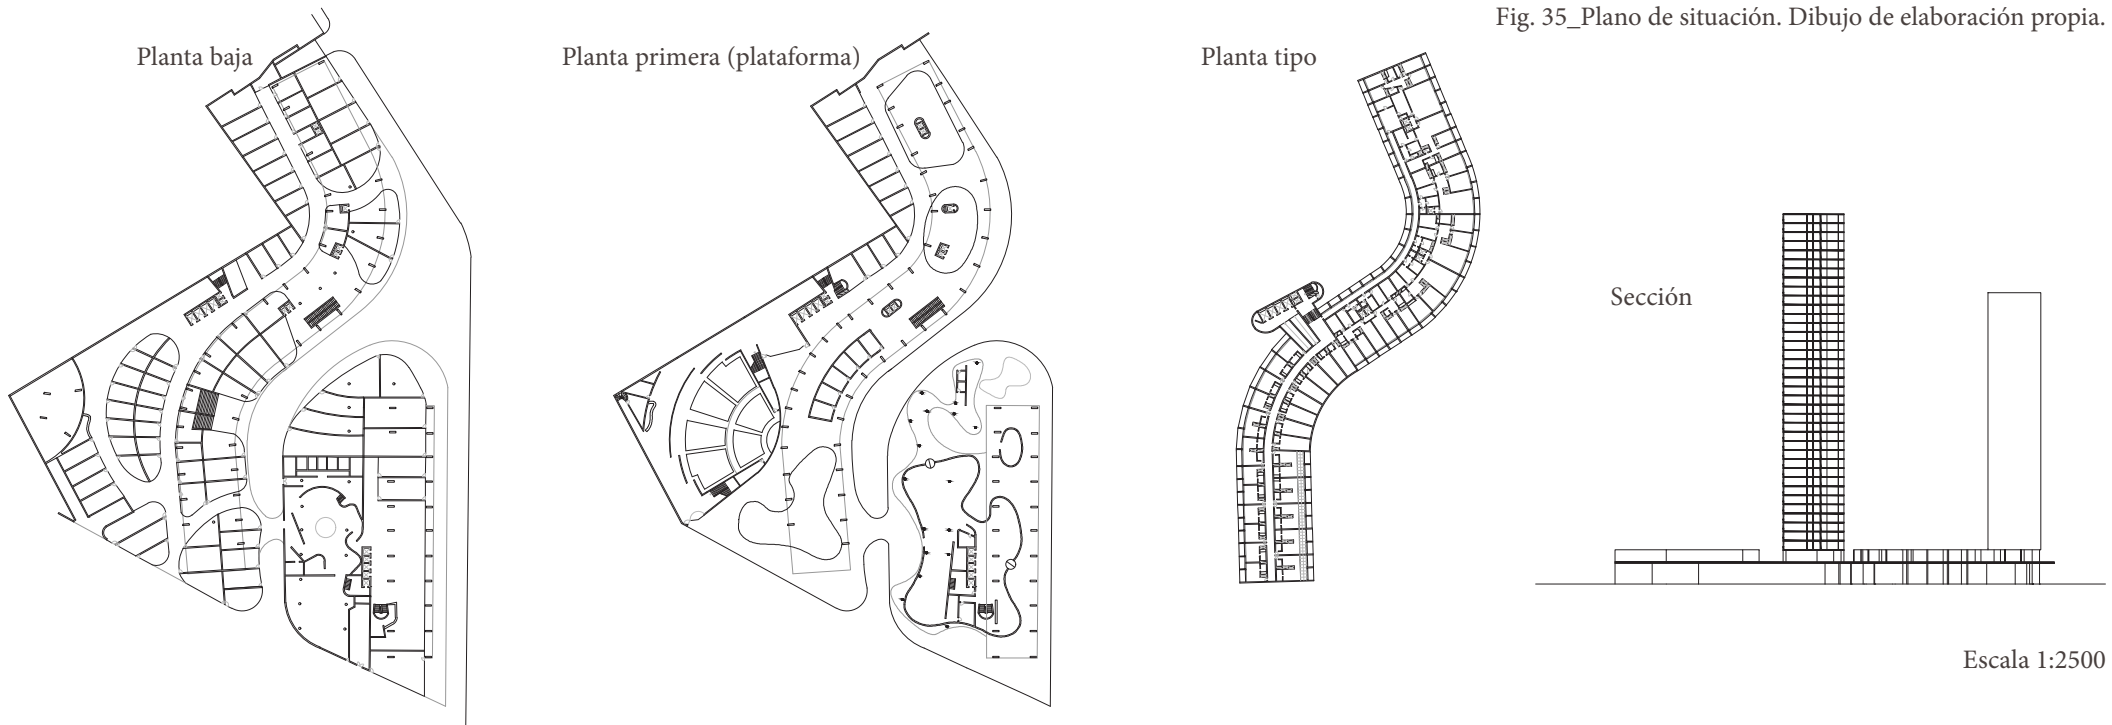 Fig. 35_Plano de situación. Dibujo de elaboración propia.
Planta baja
Planta primera (plataforma)
Planta tipo
Sección
Escala 1:2500